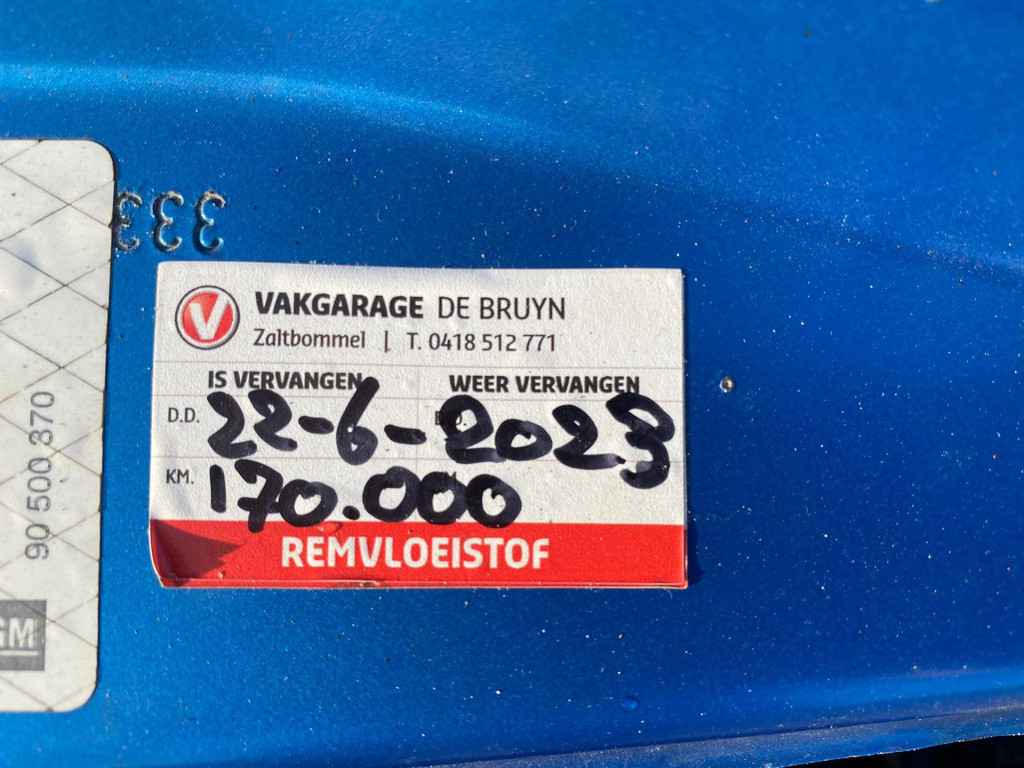 333
VAKGARAGE DE BRUYN
Zaltbommel | T. 0418 512 771
IS VERVANGEN WEER VERVANGEN
D.D. 22-6-2023
KM. 170.000
REMVLOEISTOF
90 500 370
GM